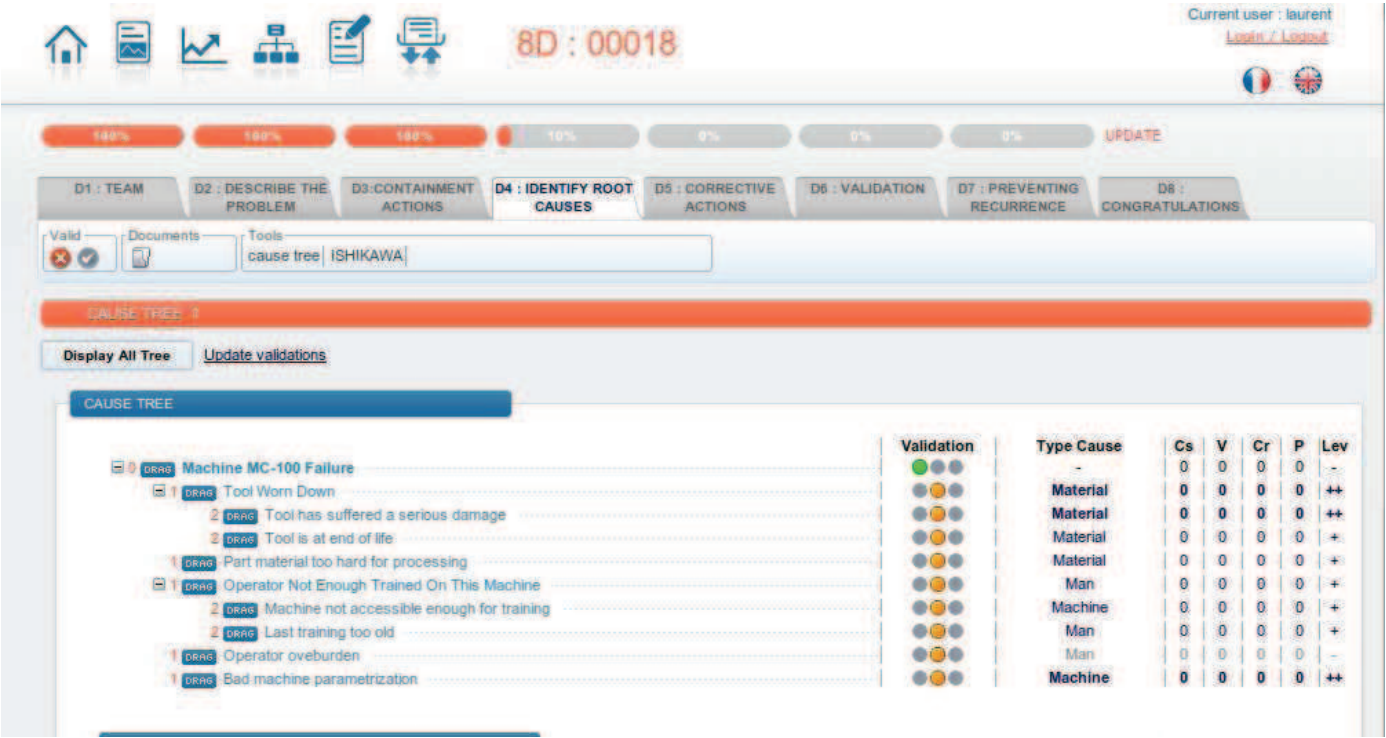 Current user : laurent
8D : 00018
Login / Logout
100% 100% 100% 10% 0% 0% 0% UPDATE
D1 : TEAM
D2 : DESCRIBE THE PROBLEM
D3:CONTAINMENT ACTIONS
D4 : IDENTIFY ROOT CAUSES
D5 : CORRECTIVE ACTIONS
D6 : VALIDATION
D7 : PREVENTING RECURRENCE
D8 : CONGRATULATIONS
Valid Documents Tools
cause tree ISHIKAWA
CAUSE TREE
Display All Tree Update validations
CAUSE TREE
Validation Type Cause Cs V Cr P Lev
0 DRAG Machine MC-100 Failure - 0 0 0 0 -
1 DRAG Tool Worn Down Material 0 0 0 0 ++
2 DRAG Tool has suffered a serious damage Material 0 0 0 0 ++
2 DRAG Tool is at end of life Material 0 0 0 0 +
1 DRAG Part material too hard for processing Material 0 0 0 0 +
1 DRAG Operator Not Enough Trained On This Machine Man 0 0 0 0 +
2 DRAG Machine not accessible enough for training Machine 0 0 0 0 +
2 DRAG Last training too old Man 0 0 0 0 +
1 DRAG Operator oveburden Man 0 0 0 0 -
1 DRAG Bad machine parametrization Machine 0 0 0 0 ++